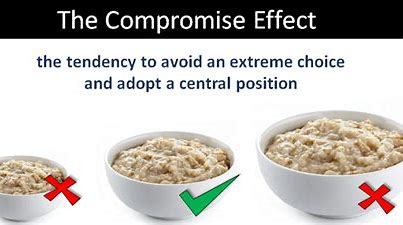 The Compromise Effect
the tendency to avoid an extreme choice
and adopt a central position